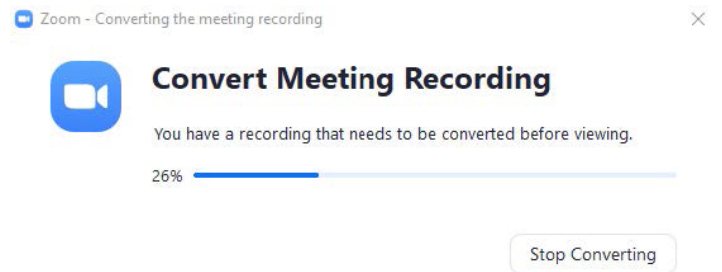 Zoom - Converting the meeting recording
Convert Meeting Recording
You have a recording that needs to be converted before viewing.
26%
Stop Converting